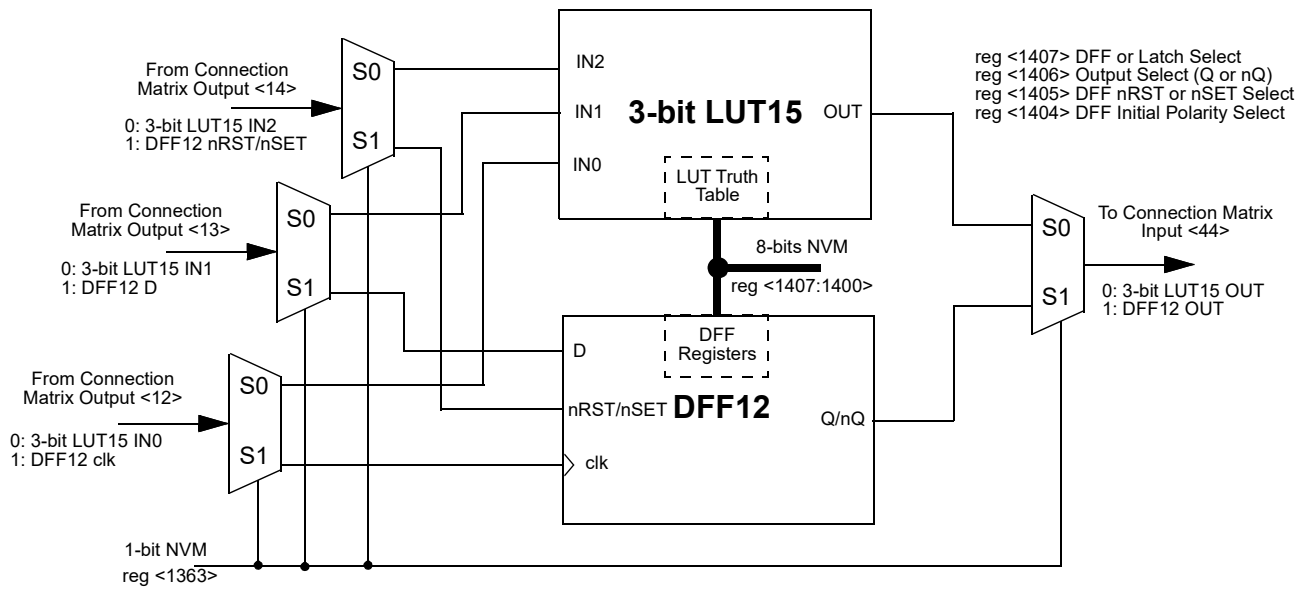 From Connection
Matrix Output <14>
0: 3-bit LUT15 IN2
1: DFF12 nRST/nSET
S0
S1
From Connection
Matrix Output <13>
0: 3-bit LUT15 IN1
1: DFF12 D
S0
S1
From Connection
Matrix Output <12>
0: 3-bit LUT15 IN0
1: DFF12 clk
S0
S1
1-bit NVM
reg <1363>
IN2
IN1
IN0
3-bit LUT15
OUT
LUT Truth
Table
8-bits NVM
reg <1407:1400>
DFF
Registers
D
nRST/nSET
DFF12
Q/nQ
clk
reg <1407> DFF or Latch Select
reg <1406> Output Select (Q or nQ)
reg <1405> DFF nRST or nSET Select
reg <1404> DFF Initial Polarity Select
S0
S1
To Connection Matrix
Input <44>
0: 3-bit LUT15 OUT
1: DFF12 OUT